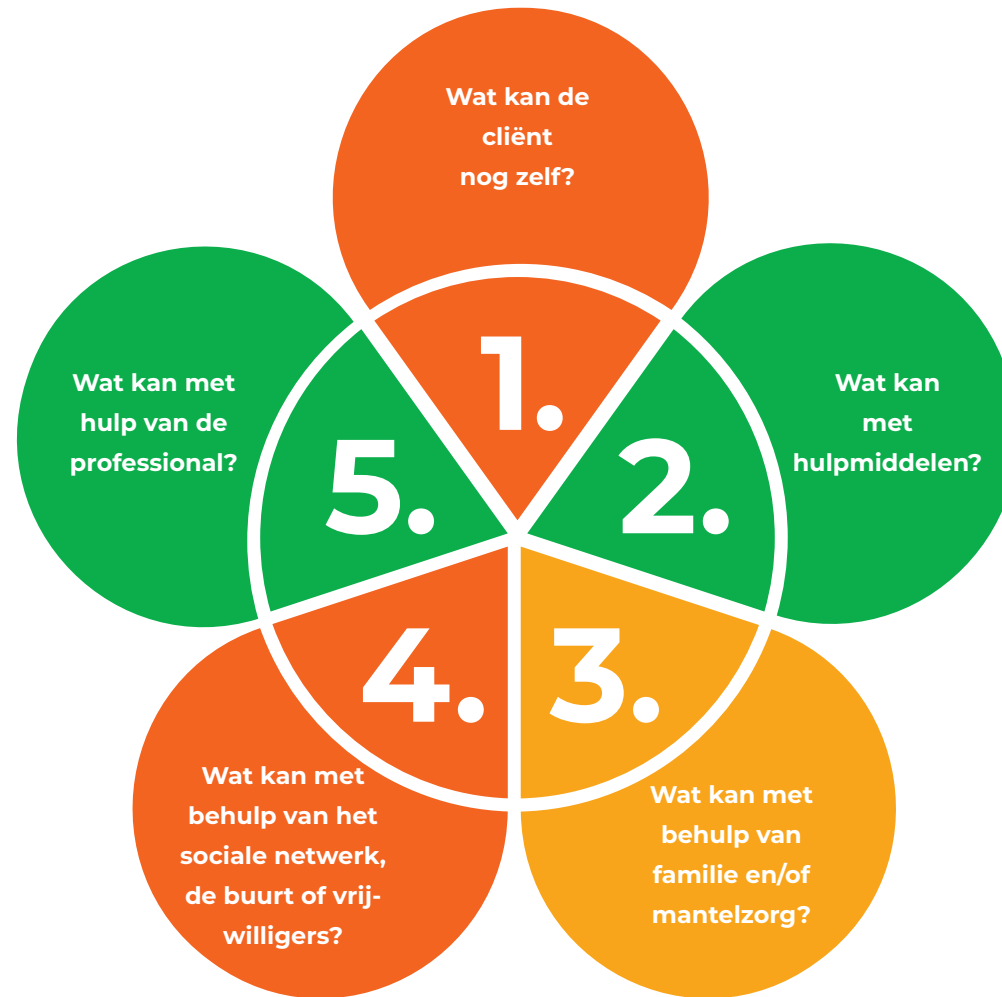 Wat kan de
cliënt
nog zelf?
1.
Wat kan
met
hulpmiddelen?
2.
Wat kan met
behulp van
familie en/of
mantelzorg?
3.
Wat kan met
behulp van het
sociale netwerk,
de buurt of vrij-
willigers?
4.
Wat kan met
hulp van de
professional?
5.